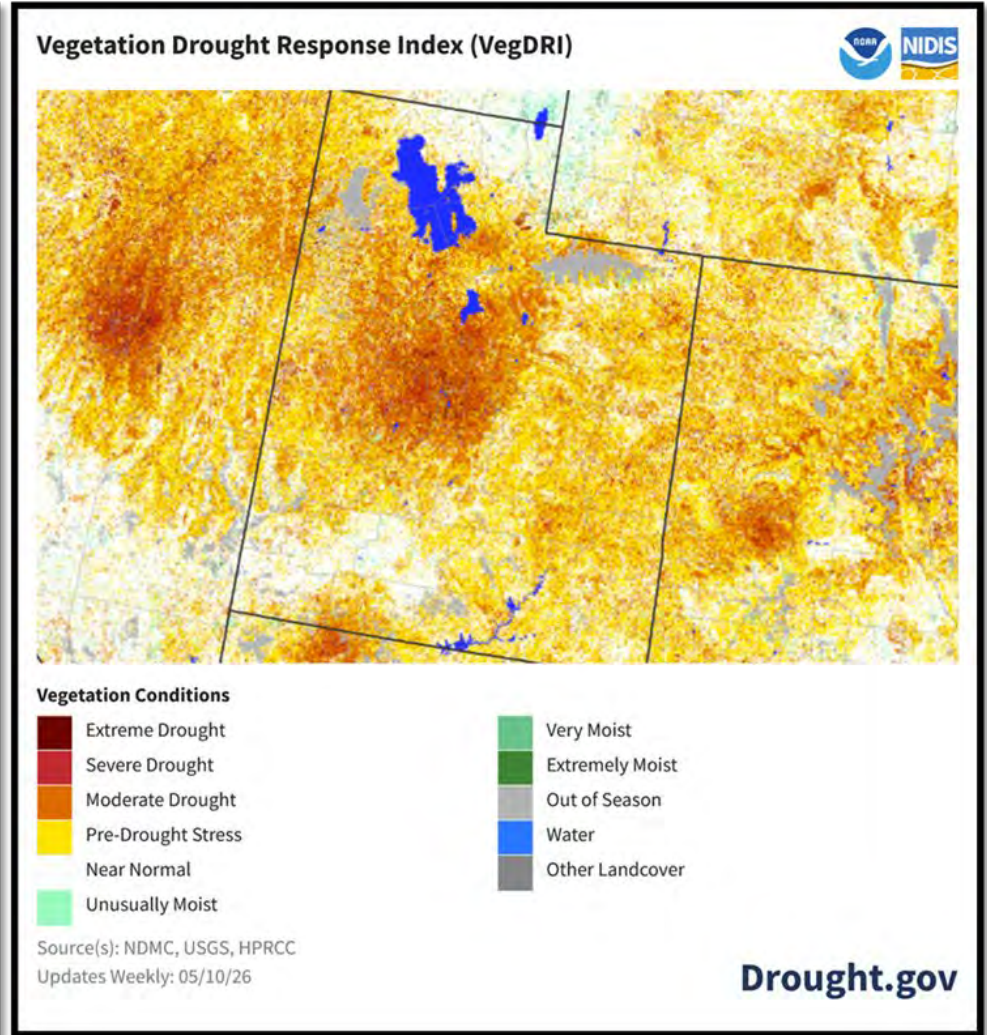 Vegetation Drought Response Index (VegDRI)
NOAA
NIDIS
Vegetation Conditions
Extreme Drought
Severe Drought
Moderate Drought
Pre-Drought Stress
Near Normal
Unusually Moist
Very Moist
Extremely Moist
Out of Season
Water
Other Landcover
Source(s): NDMC, USGS, HPRCC
Updates Weekly: 05/10/26
Drought.gov